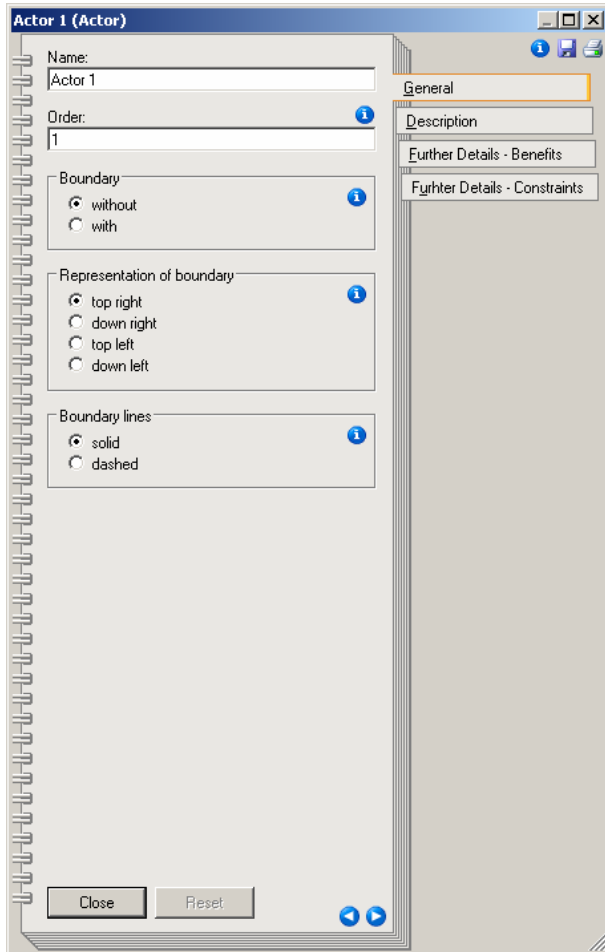 Actor 1 (Actor)
Name:
Actor 1
Order:
1
Boundary
without
with
Representation of boundary
top right
down right
top left
down left
Boundary lines
solid
dashed
Close
Reset
General
Description
Further Details - Benefits
Furhter Details - Constraints